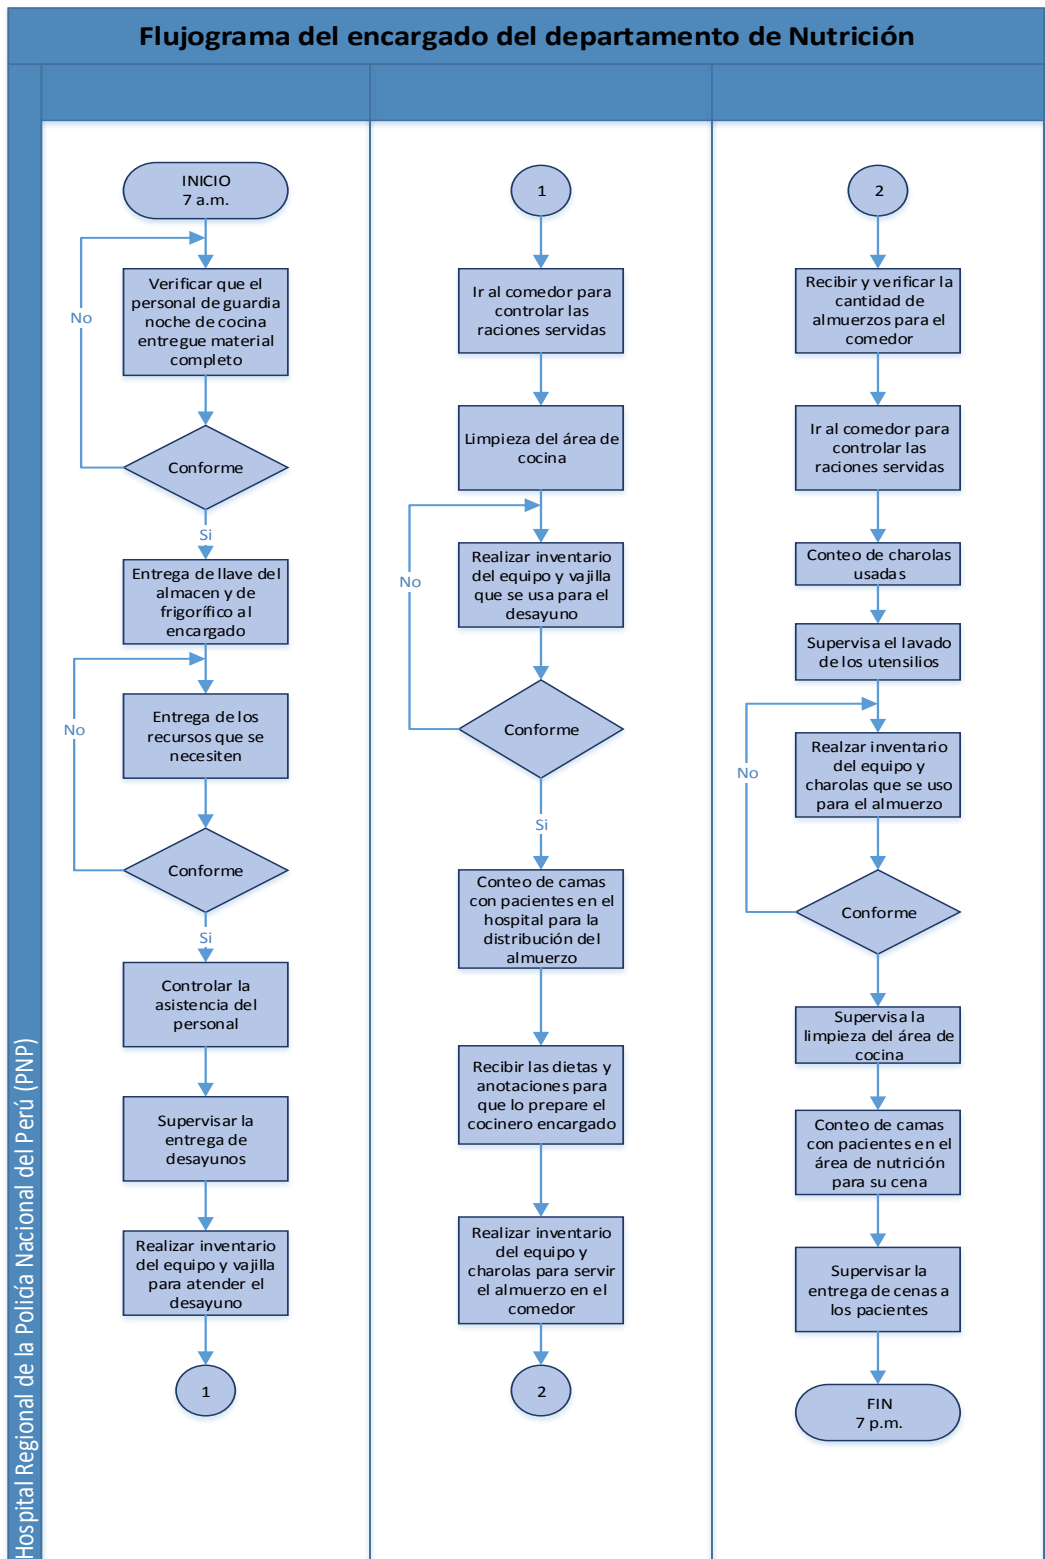 Flujograma del encargado del departamento de Nutrición
Hospital Regional de la Policía Nacional del Perú (PNP)
INICIO
7 a.m.
Verificar que el
personal de guardia
noche de cocina
entregue material
completo
No
Conforme
Si
Entrega de llave del
almacen y de
frigorífico al
encargado
Entrega de los
recursos que se
necesiten
No
Conforme
Si
Controlar la
asistencia del
personal
Supervisar la
entrega de
desayunos
Realizar inventario
del equipo y vajilla
para atender el
desayuno
1
1
Ir al comedor para
controlar las
raciones servidas
Limpieza del área de
cocina
Realizar inventario
del equipo y vajilla
que se usa para el
desayuno
No
Conforme
Si
Conteo de camas
con pacientes en el
hospital para la
distribución del
almuerzo
Recibir las dietas y
anotaciones para
que lo prepare el
cocinero encargado
Realizar inventario
del equipo y
charolas para servir
el almuerzo en el
comedor
2
2
Recibir y verificar la
cantidad de
almuerzos para el
comedor
Ir al comedor para
controlar las
raciones servidas
Conteo de charolas
usadas
Supervisa el lavado
de los utensilios
Realzar inventario
del equipo y
charolas que se uso
para el almuerzo
No
Conforme
Supervisa la
limpieza del área de
cocina
Conteo de camas
con pacientes en el
área de nutrición
para su cena
Supervisar la
entrega de cenas a
los pacientes
FIN
7 p.m.